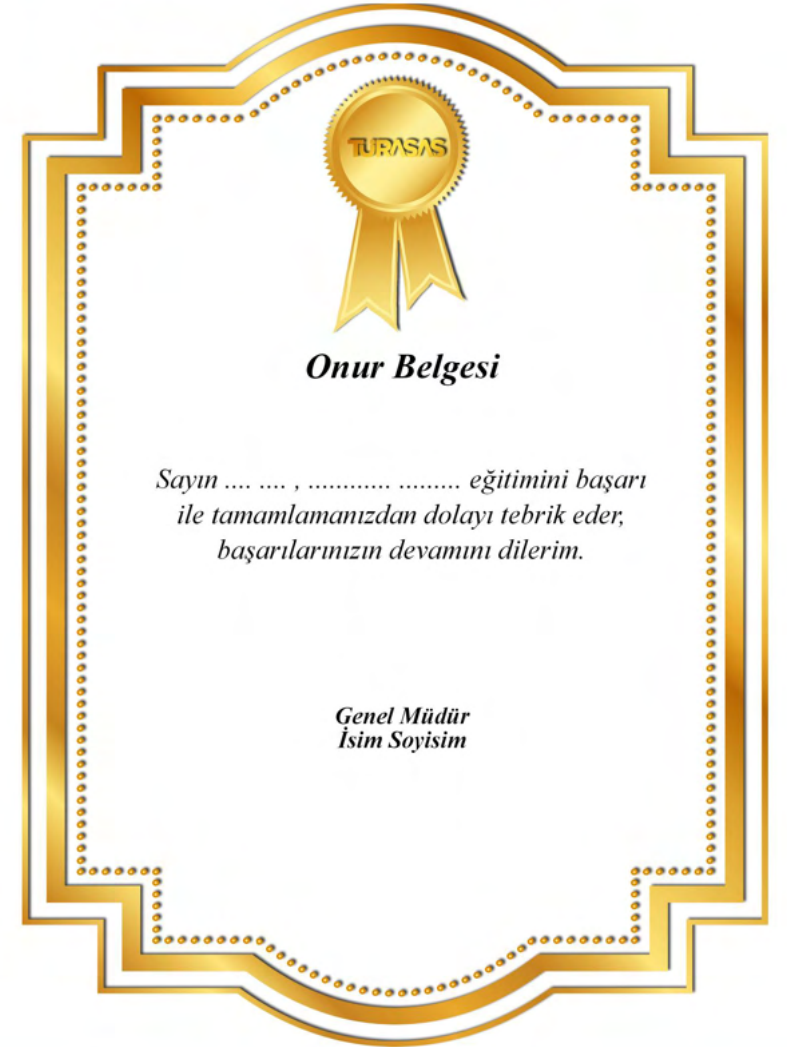 TURASAS
Onur Belgesi
Sayın .... .... , ............ ......... eğitimini başarı
ile tamamlamanızdan dolayı tebrik eder,
başarılarınızın devamını dilerim.
Genel Müdür
İsim Soyisim